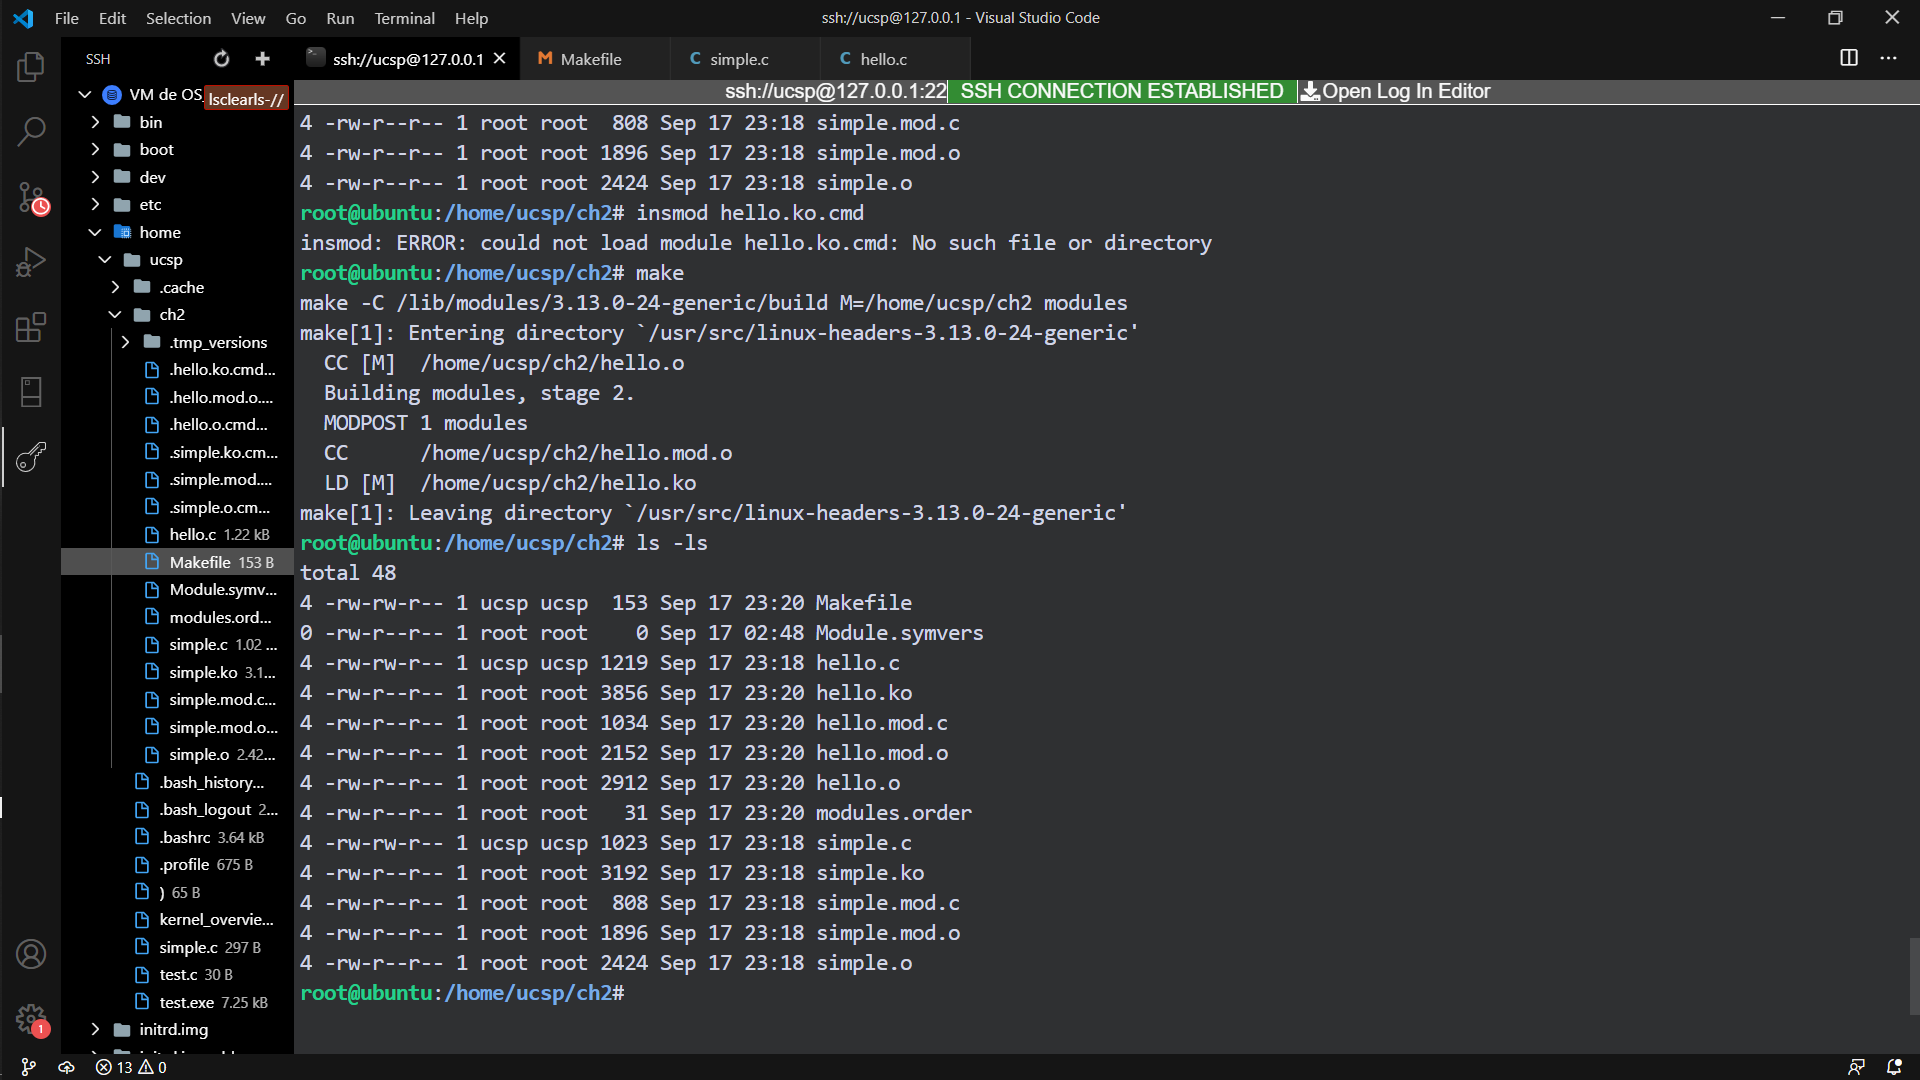 File Edit Selection View Go Run Terminal Help
ssh://ucsp@127.0.0.1 - Visual Studio Code
SSH
ssh://ucsp@127.0.0.1
M Makefile
C simple.c
C hello.c
VM de OS
lsclearls-//
ssh://ucsp@127.0.0.1:22 SSH CONNECTION ESTABLISHED Open Log In Editor
bin
boot
dev
etc
home
ucsp
.cache
ch2
.tmp_versions
.hello.ko.cmd...
.hello.mod.o....
.hello.o.cmd...
.simple.ko.cm...
.simple.mod....
.simple.o.cm...
hello.c 1.22 kB
Makefile 153 B
Module.symv...
modules.ord...
simple.c 1.02 ...
simple.ko 3.1...
simple.mod.c...
simple.mod.o...
simple.o 2.42...
.bash_history...
.bash_logout 2...
.bashrc 3.64 kB
.profile 675 B
) 65 B
kernel_overvie...
simple.c 297 B
test.c 30 B
test.exe 7.25 kB
initrd.img
4 -rw-r--r-- 1 root root  808 Sep 17 23:18 simple.mod.c
4 -rw-r--r-- 1 root root 1896 Sep 17 23:18 simple.mod.o
4 -rw-r--r-- 1 root root 2424 Sep 17 23:18 simple.o
root@ubuntu:/home/ucsp/ch2# insmod hello.ko.cmd
insmod: ERROR: could not load module hello.ko.cmd: No such file or directory
root@ubuntu:/home/ucsp/ch2# make
make -C /lib/modules/3.13.0-24-generic/build M=/home/ucsp/ch2 modules
make[1]: Entering directory `/usr/src/linux-headers-3.13.0-24-generic'
  CC [M]  /home/ucsp/ch2/hello.o
  Building modules, stage 2.
  MODPOST 1 modules
  CC      /home/ucsp/ch2/hello.mod.o
  LD [M]  /home/ucsp/ch2/hello.ko
make[1]: Leaving directory `/usr/src/linux-headers-3.13.0-24-generic'
root@ubuntu:/home/ucsp/ch2# ls -ls
total 48
4 -rw-rw-r-- 1 ucsp ucsp  153 Sep 17 23:20 Makefile
0 -rw-r--r-- 1 root root    0 Sep 17 02:48 Module.symvers
4 -rw-rw-r-- 1 ucsp ucsp 1219 Sep 17 23:18 hello.c
4 -rw-r--r-- 1 root root 3856 Sep 17 23:20 hello.ko
4 -rw-r--r-- 1 root root 1034 Sep 17 23:20 hello.mod.c
4 -rw-r--r-- 1 root root 2152 Sep 17 23:20 hello.mod.o
4 -rw-r--r-- 1 root root 2912 Sep 17 23:20 hello.o
4 -rw-r--r-- 1 root root   31 Sep 17 23:20 modules.order
4 -rw-rw-r-- 1 ucsp ucsp 1023 Sep 17 23:18 simple.c
4 -rw-r--r-- 1 root root 3192 Sep 17 23:18 simple.ko
4 -rw-r--r-- 1 root root  808 Sep 17 23:18 simple.mod.c
4 -rw-r--r-- 1 root root 1896 Sep 17 23:18 simple.mod.o
4 -rw-r--r-- 1 root root 2424 Sep 17 23:18 simple.o
root@ubuntu:/home/ucsp/ch2#
1
13 0